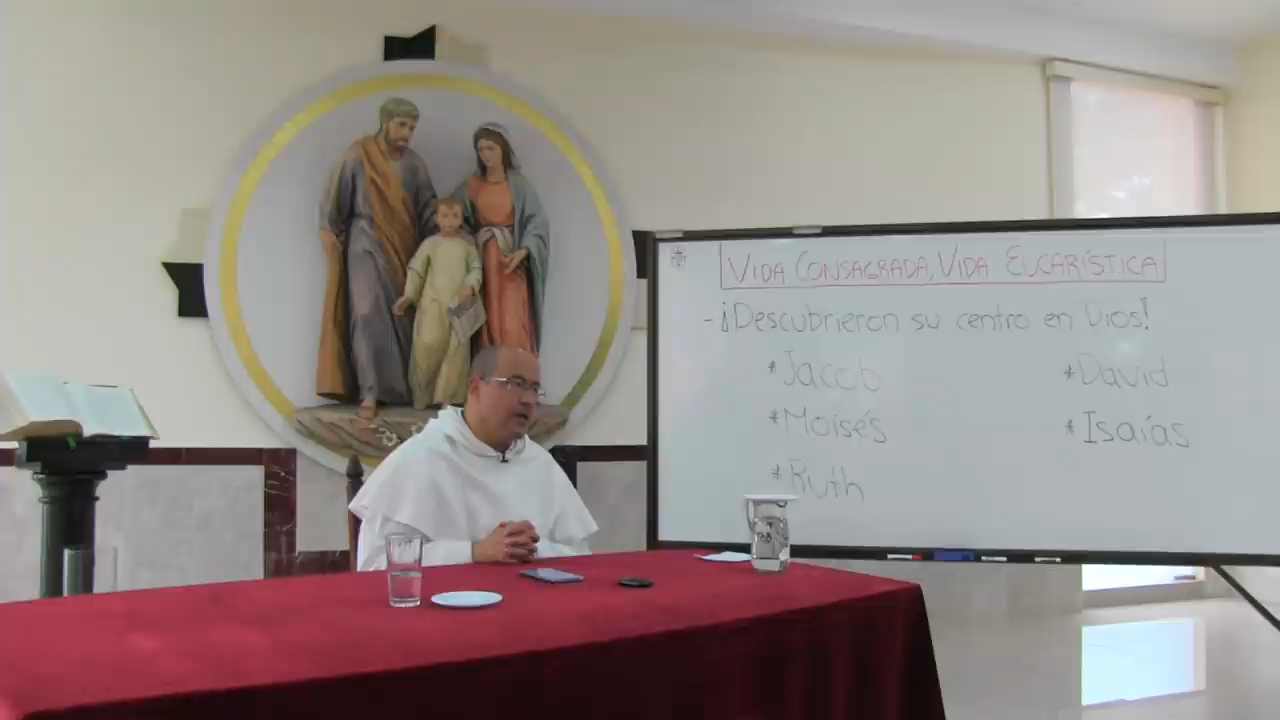 VIDA CONSAGRADA, VIDA EUCARÍSTICA
- ¡Descubrieron su centro en Dios!
* Jacob
* David
* Moisés
* Isaías
* Ruth